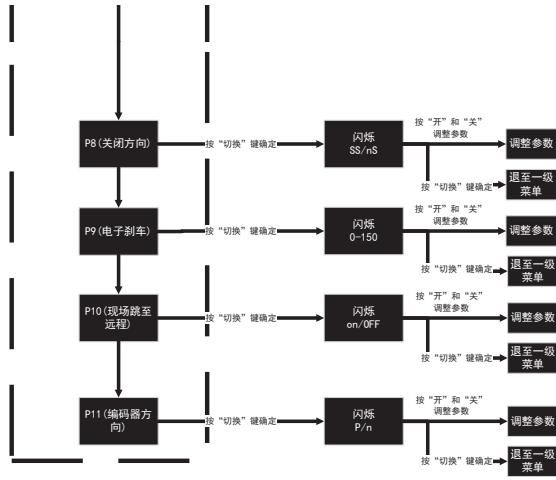 P8(关闭方向)
按“切换”键确定
闪烁
SS/nS
按“开”和“关”
调整参数
调整参数
按“切换”键确定
退至一级
菜单
P9(电子刹车)
按“切换”键确定
闪烁
0-150
按“开”和“关”
调整参数
调整参数
按“切换”键确定
退至一级
菜单
P10(现场跳至
远程)
按“切换”键确定
闪烁
on/OFF
按“开”和“关”
调整参数
调整参数
按“切换”键确定
退至一级
菜单
P11(编码器方
向)
按“切换”键确定
闪烁
P/n
按“开”和“关”
调整参数
调整参数
按“切换”键确定
退至一级
菜单